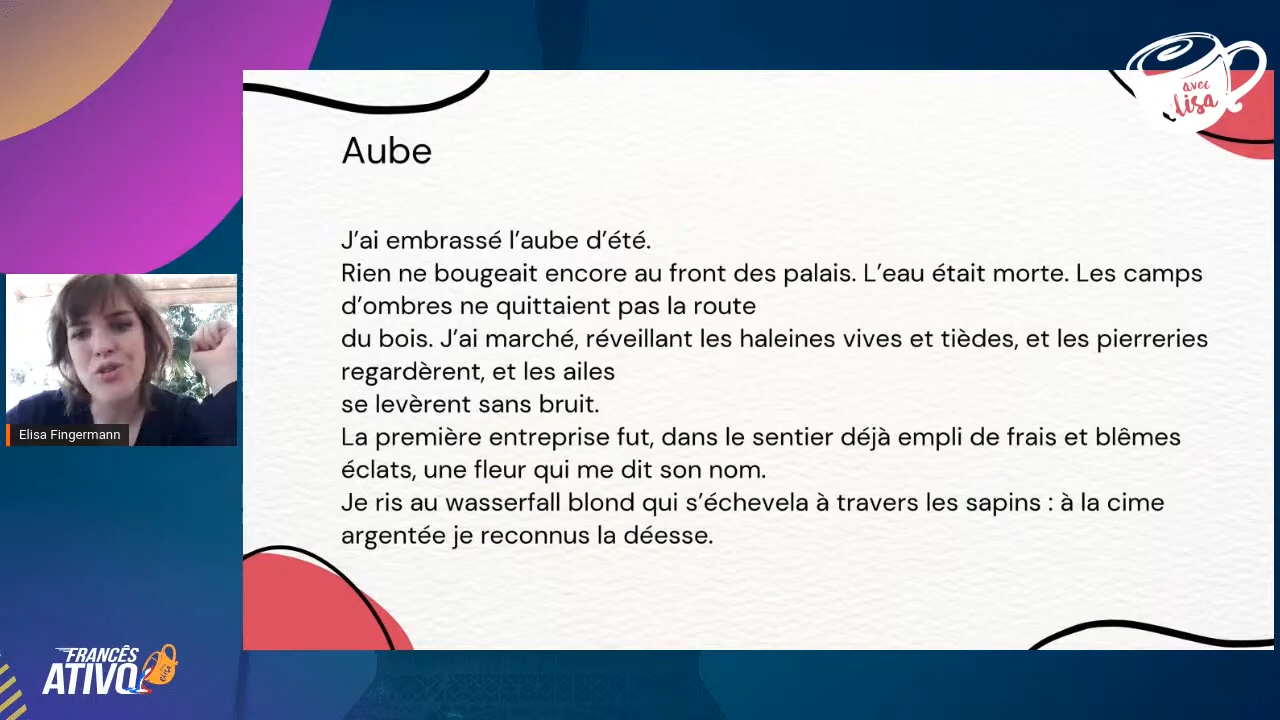 avec
elisa
Aube
J’ai embrassé l’aube d’été.
Rien ne bougeait encore au front des palais. L’eau était morte. Les camps
d’ombres ne quittaient pas la route
du bois. J’ai marché, réveillant les haleines vives et tièdes, et les pierreries
regardèrent, et les ailes
se levèrent sans bruit.
La première entreprise fut, dans le sentier déjà empli de frais et blêmes
éclats, une fleur qui me dit son nom.
Je ris au wasserfall blond qui s’échevela à travers les sapins : à la cime
argentée je reconnus la déesse.
Elisa Fingermann
FRANCÊS
ATIVO
elisa